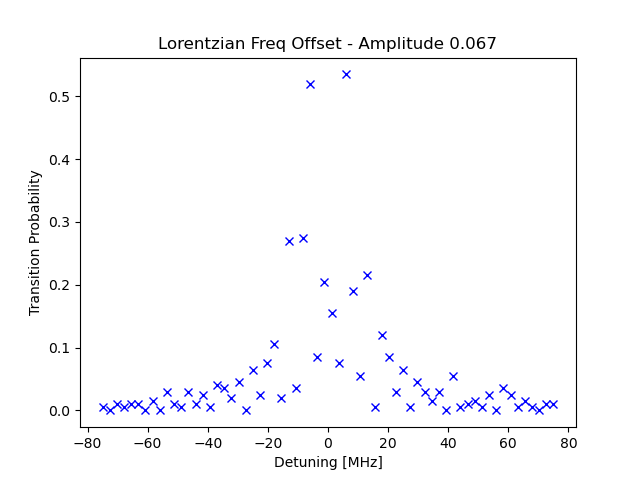 Lorentzian Freq Offset - Amplitude 0.067
Transition Probability
0.5
0.4
0.3
0.2
0.1
0.0
−80 −60 −40 −20 0 20 40 60 80
Detuning [MHz]